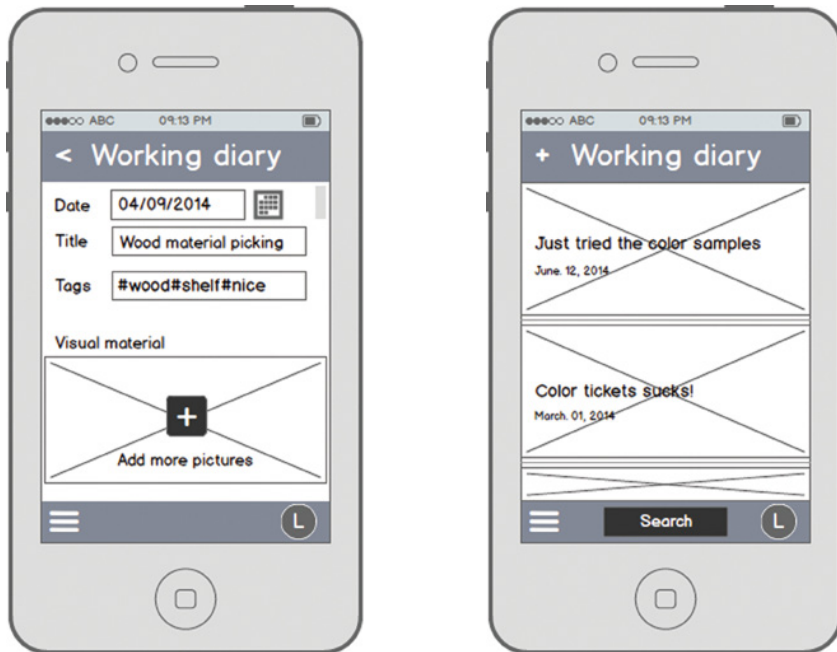 ABC 09:13 PM
< Working diary
Date 04/09/2014
Title Wood material picking
Tags #wood#shelf#nice
Visual material
+
Add more pictures
L
ABC 09:13 PM
+ Working diary
Just tried the color samples
June. 12, 2014
Color tickets sucks!
March. 01, 2014
Search L